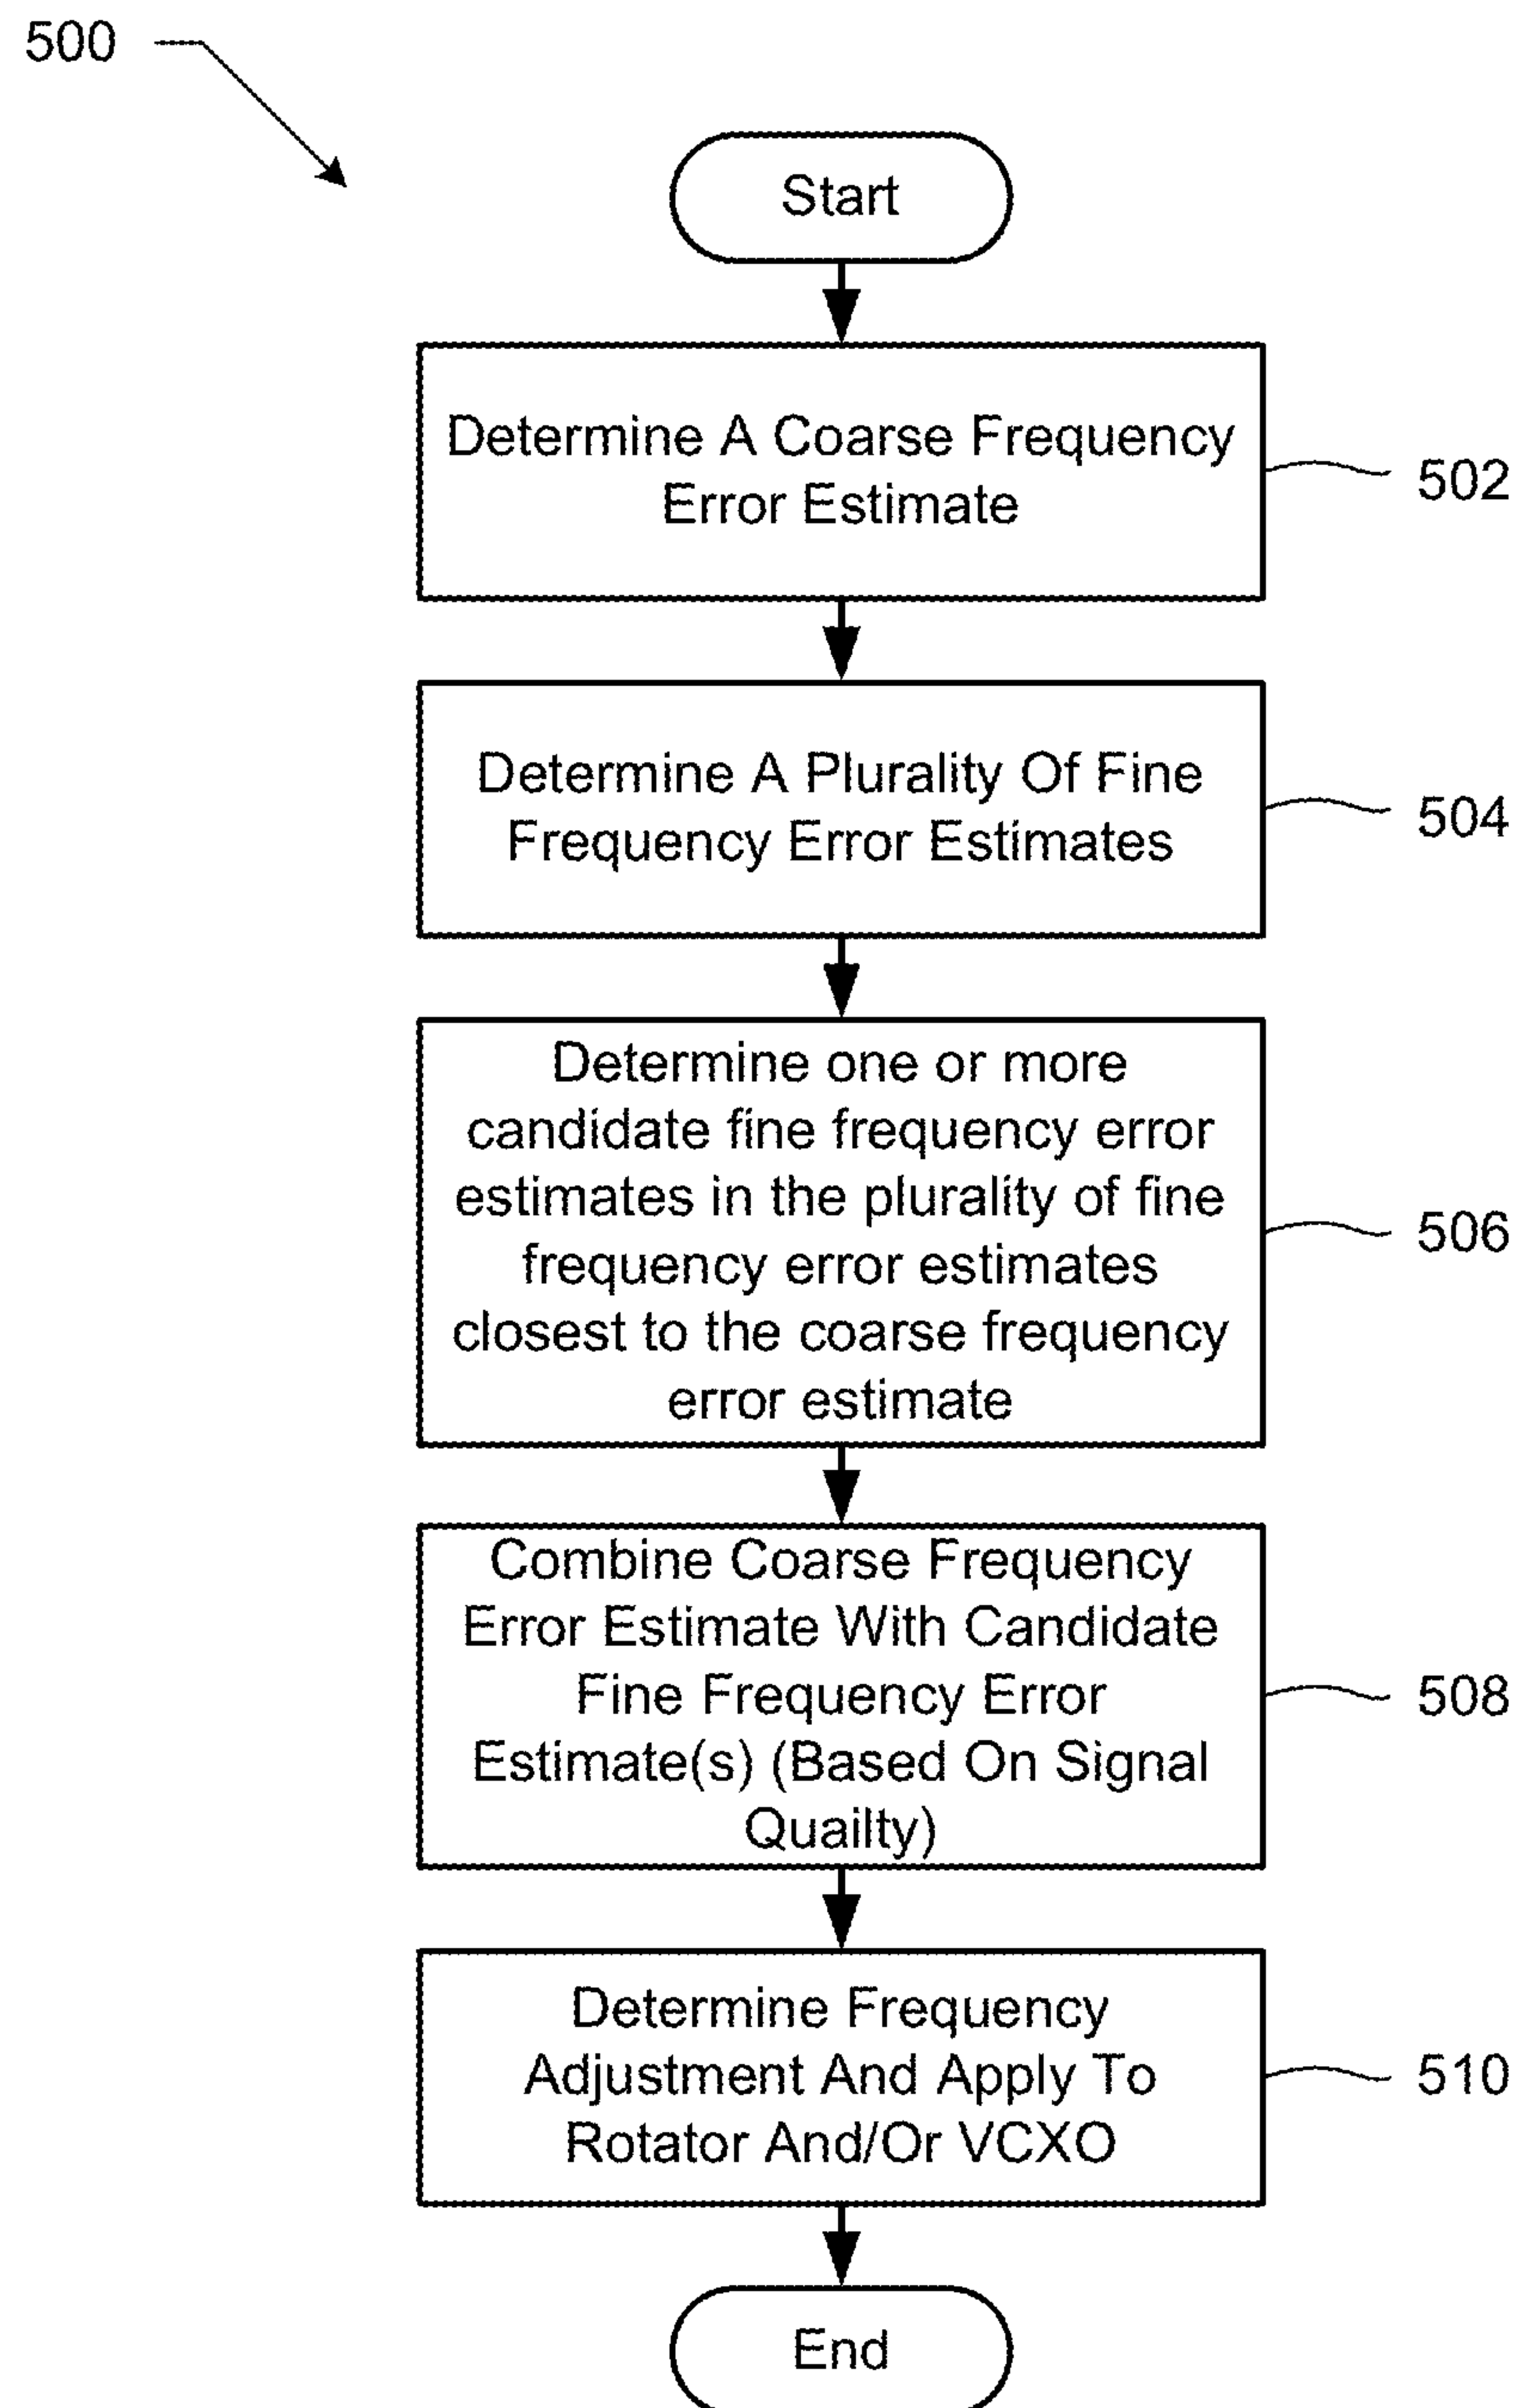 500
Start
Determine A Coarse Frequency
Error Estimate
502
Determine A Plurality Of Fine
Frequency Error Estimates
504
Determine one or more
candidate fine frequency error
estimates in the plurality of fine
frequency error estimates
closest to the coarse frequency
error estimate
506
Combine Coarse Frequency
Error Estimate With Candidate
Fine Frequency Error
Estimate(s) (Based On Signal
Quailty)
508
Determine Frequency
Adjustment And Apply To
Rotator And/Or VCXO
510
End